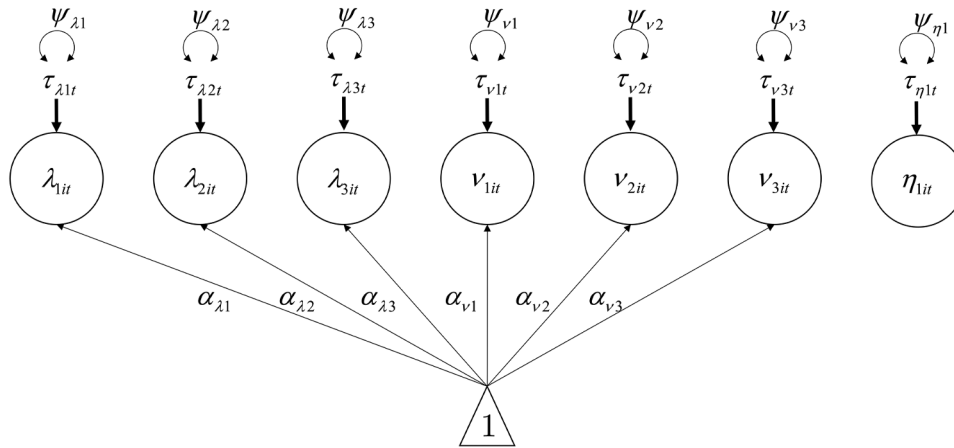 ψλ1 ψλ2 ψλ3 ψν1 ψν2 ψν3 ψη1
τλ1t τλ2t τλ3t τν1t τν2t τν3t τη1t
λ1it λ2it λ3it ν1it ν2it ν3it η1it
αλ1 αλ2 αλ3 αν1 αν2 αν3
1